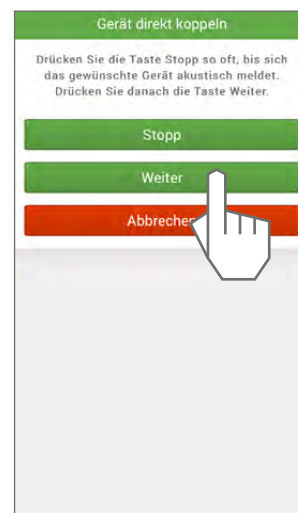 Gerät direkt koppeln
Drücken Sie die Taste Stopp so oft, bis sich
das gewünschte Gerät akustisch meldet.
Drücken Sie danach die Taste Weiter.
Stopp
Weiter
Abbrechen